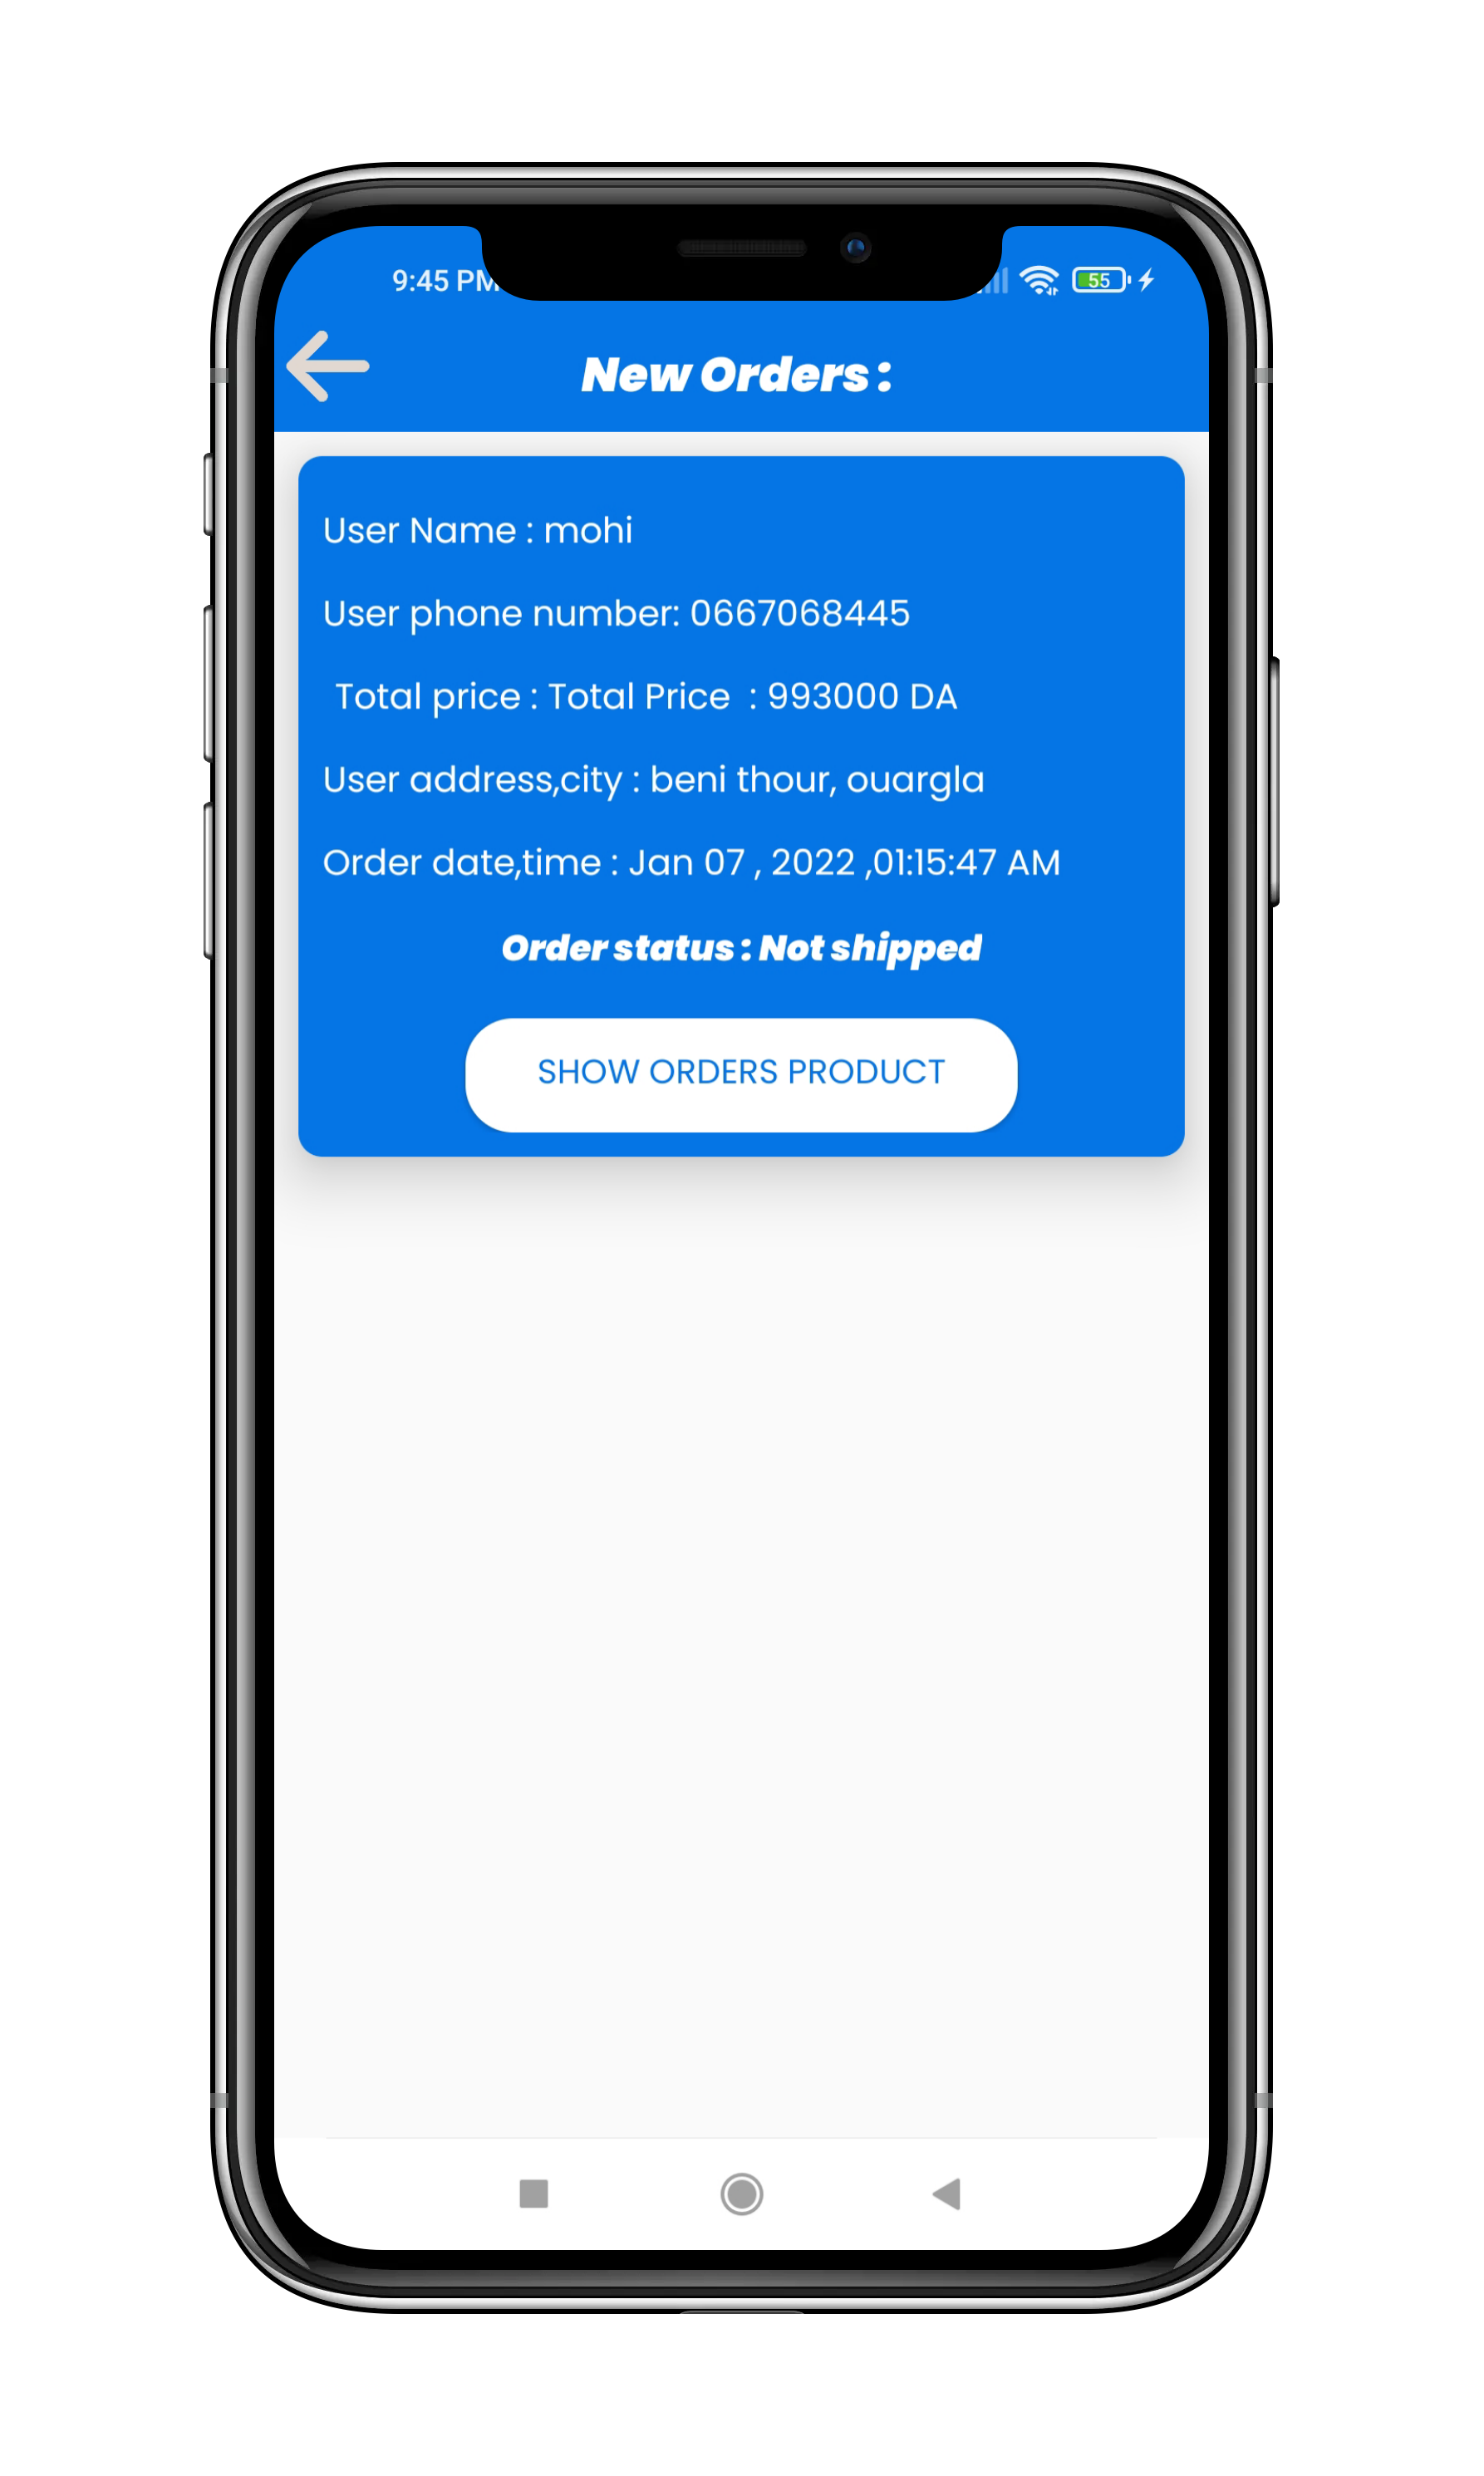 9:45 PM
55
New Orders :
User Name : mohi
User phone number: 0667068445
Total price : Total Price  : 993000 DA
User address,city : beni thour, ouargla
Order date,time : Jan 07 , 2022 ,01:15:47 AM
Order status : Not shipped
SHOW ORDERS PRODUCT